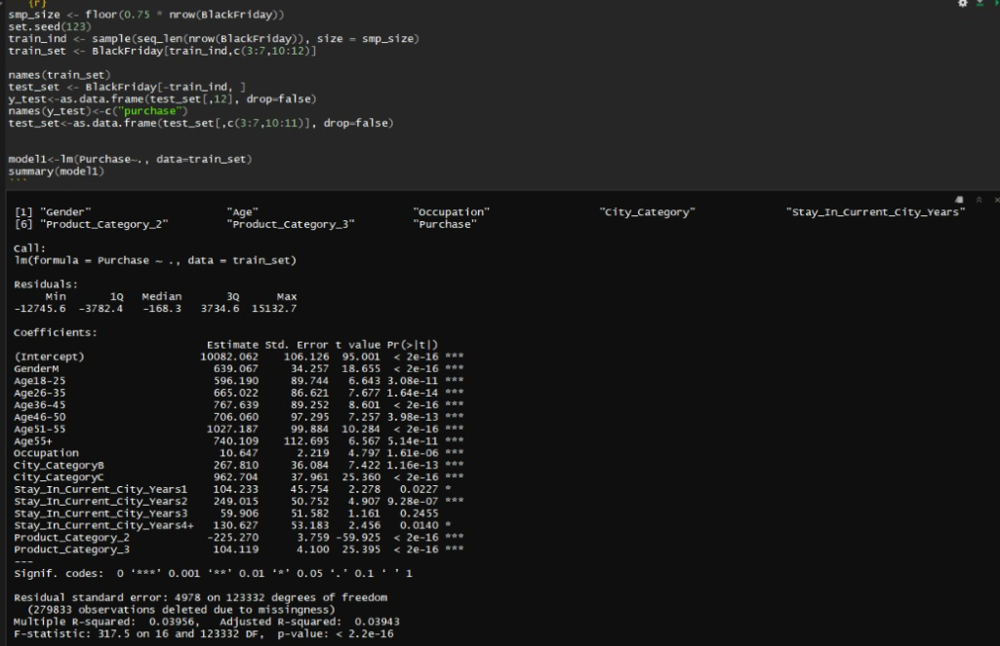 {r}
smp_size <- floor(0.75 * nrow(BlackFriday))
set.seed(123)
train_ind <- sample(seq_len(nrow(BlackFriday)), size = smp_size)
train_set <- BlackFriday[train_ind,c(3:7,10:12)]
names(train_set)
test_set <- BlackFriday[-train_ind, ]
y_test<-as.data.frame(test_set[,12], drop=false)
names(y_test)<-c("purchase")
test_set<-as.data.frame(test_set[,c(3:7,10:11)], drop=false)
model1<-lm(Purchase~., data=train_set)
summary(model1)
```
[1] "Gender" "Age" "Occupation" "City_Category" "Stay_In_Current_City_Years"
[6] "Product_Category_2" "Product_Category_3" "Purchase"
Call:
lm(formula = Purchase ~ ., data = train_set)
Residuals:
Min 1Q Median 3Q Max
-12745.6 -3782.4 -168.3 3734.6 15132.7
Coefficients:
Estimate Std. Error t value Pr(>|t|)
(Intercept) 10082.062 106.126 95.001 < 2e-16 ***
GenderM 639.067 34.257 18.655 < 2e-16 ***
Age18-25 596.190 89.744 6.643 3.08e-11 ***
Age26-35 665.022 86.621 7.677 1.64e-14 ***
Age36-45 767.639 89.252 8.601 < 2e-16 ***
Age46-50 706.060 97.295 7.257 3.98e-13 ***
Age51-55 1027.187 99.884 10.284 < 2e-16 ***
Age55+ 740.109 112.695 6.567 5.14e-11 ***
Occupation 10.647 2.219 4.797 1.61e-06 ***
City_CategoryB 267.810 36.084 7.422 1.16e-13 ***
City_CategoryC 962.704 37.961 25.360 < 2e-16 ***
Stay_In_Current_City_Years1 104.233 45.754 2.278 0.0227 *
Stay_In_Current_City_Years2 249.015 50.752 4.907 9.28e-07 ***
Stay_In_Current_City_Years3 59.906 51.582 1.161 0.2455
Stay_In_Current_City_Years4+ 130.627 53.183 2.456 0.0140 *
Product_Category_2 -225.270 3.759 -59.925 < 2e-16 ***
Product_Category_3 104.119 4.100 25.395 < 2e-16 ***
---
Signif. codes: 0 ‘***’ 0.001 ‘**’ 0.01 ‘*’ 0.05 ‘.’ 0.1 ‘ ’ 1
Residual standard error: 4978 on 123332 degrees of freedom
(279833 observations deleted due to missingness)
Multiple R-squared: 0.03956, Adjusted R-squared: 0.03943
F-statistic: 317.5 on 16 and 123332 DF, p-value: < 2.2e-16